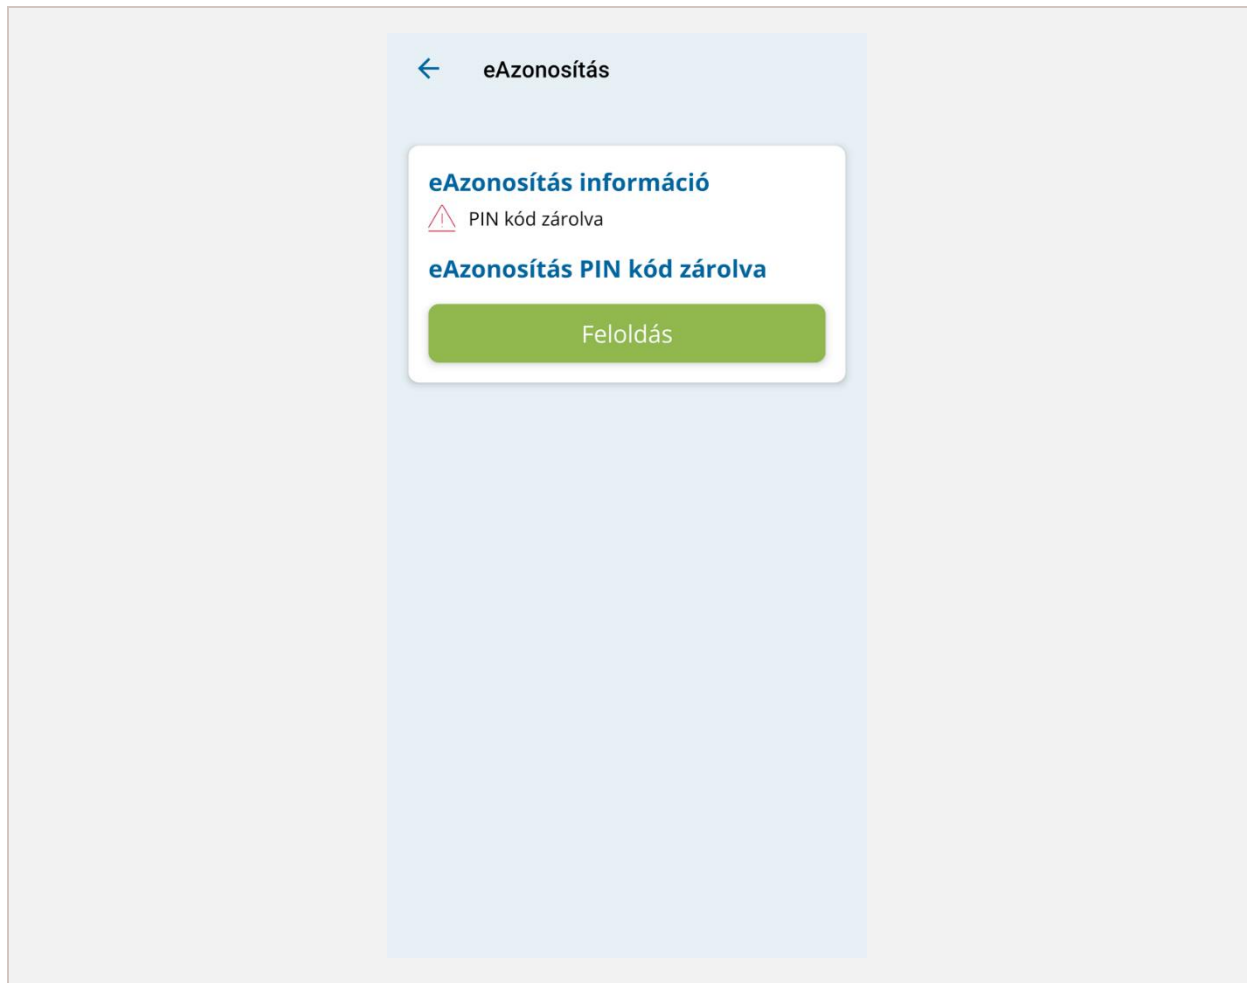 eAzonosítás
eAzonosítás információ
PIN kód zárolva
eAzonosítás PIN kód zárolva
Feloldás